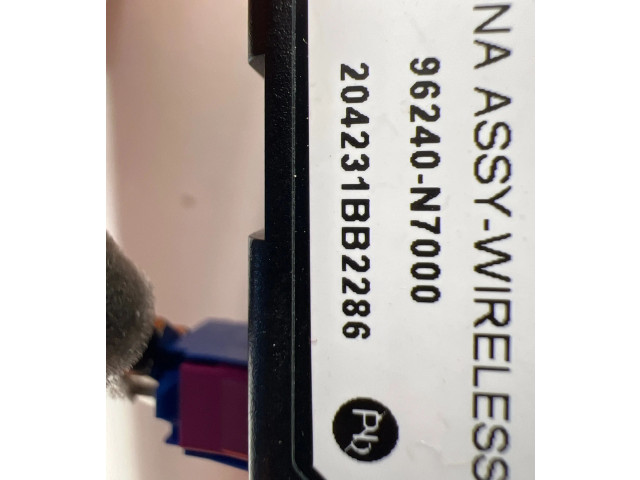 NA ASSY-WIRELESS
96240-N7000
204231BB2286
Pb